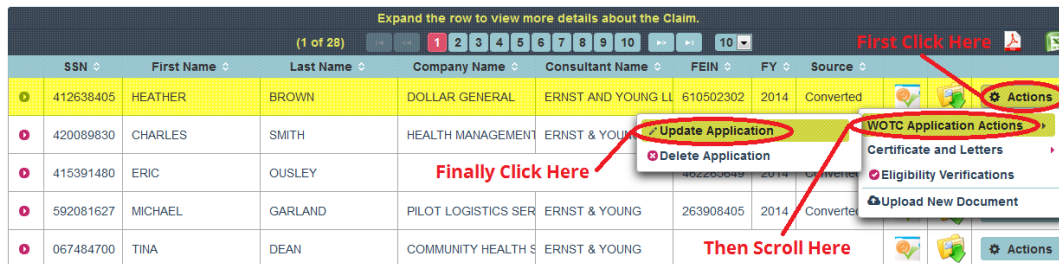 Expand the row to view more details about the Claim.
(1 of 28) 1 2 3 4 5 6 7 8 9 10 10 First Click Here
SSN First Name Last Name Company Name Consultant Name FEIN FY Source
412638405 HEATHER BROWN DOLLAR GENERAL ERNST AND YOUNG LL 610502302 2014 Converted Actions
420089830 CHARLES SMITH HEALTH MANAGEMENT ERNST & YOUNG
Update Application
WOTC Application Actions
Delete Application
Certificate and Letters
Eligibility Verifications
Upload New Document
415391480 ERIC OUSLEY 462265649 2014 Converted
Finally Click Here
592081627 MICHAEL GARLAND PILOT LOGISTICS SER ERNST & YOUNG 263908405 2014 Converted
067484700 TINA DEAN COMMUNITY HEALTH S ERNST & YOUNG Actions
Then Scroll Here